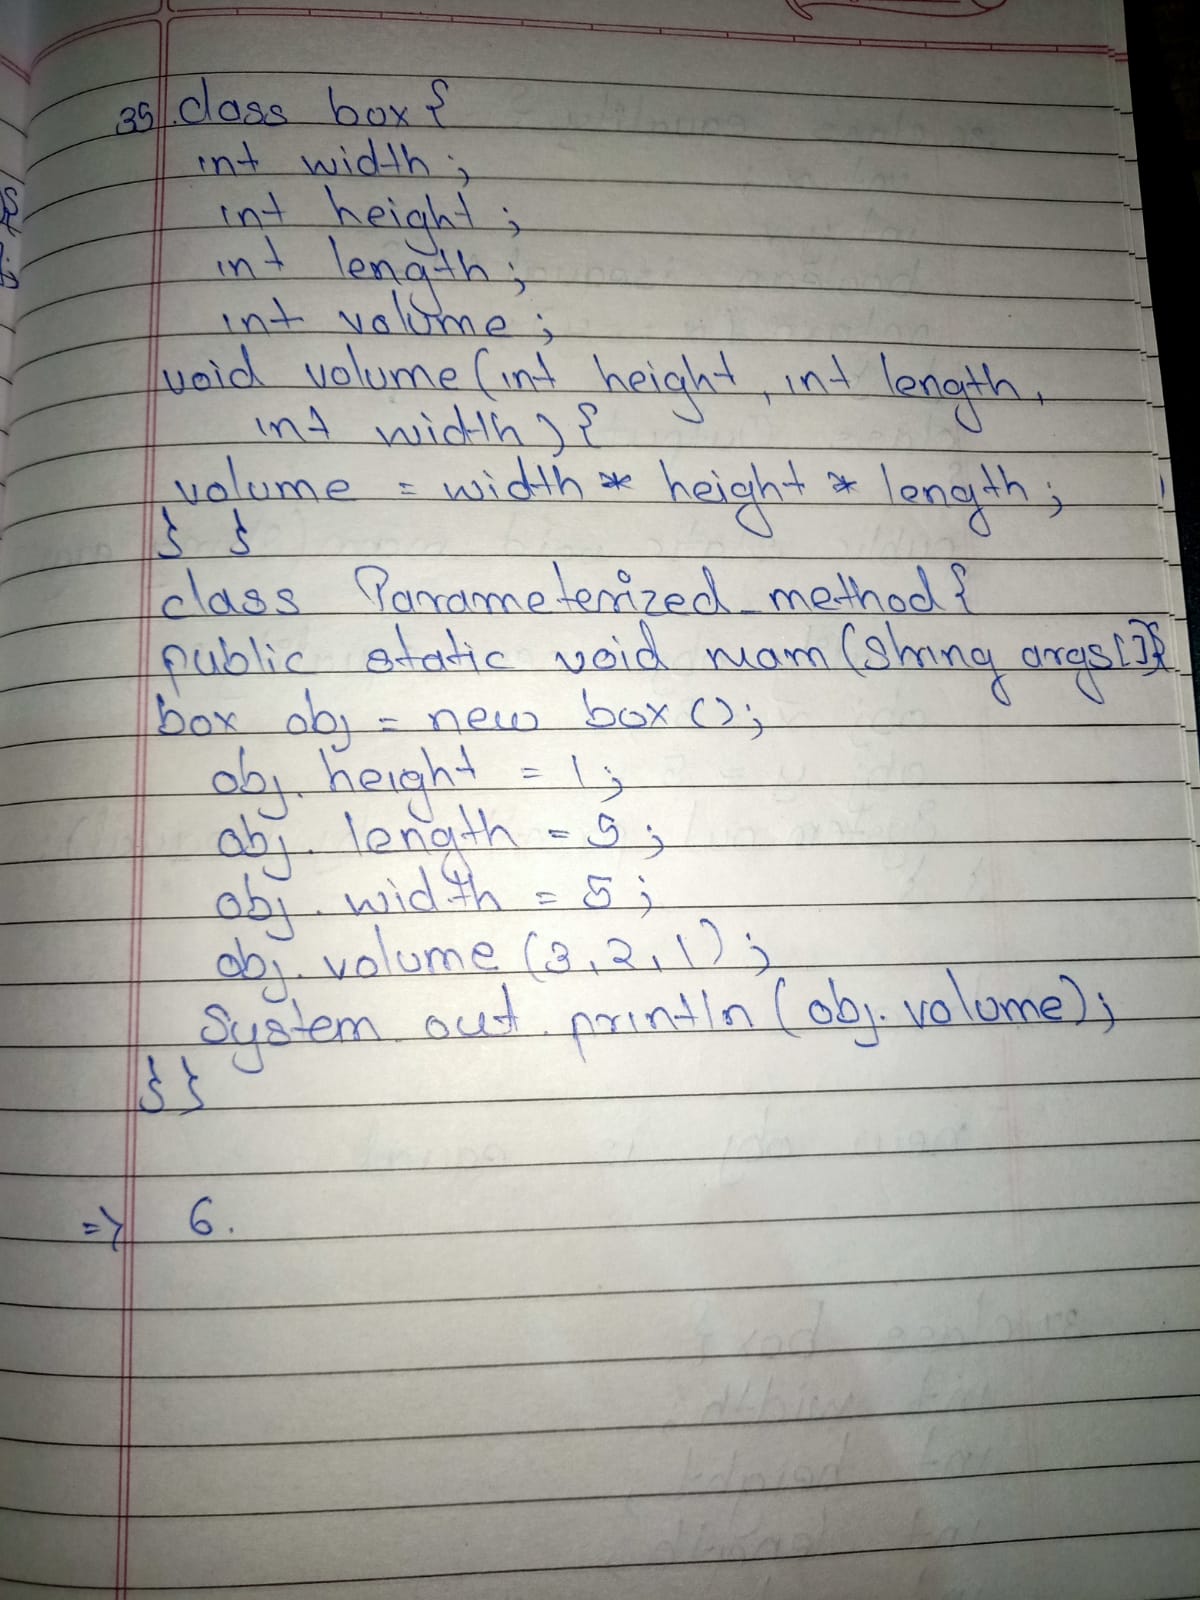 35. class box {
int width;
int height;
int length;
int volume;
void volume (int height, int length,
int width) {
volume = width * height * length;
} }
class Parameterized_method {
public static void main (String args[]{
box obj = new box ();
obj. height = 1;
obj. length = 5;
obj. width = 5;
obj. volume (3, 2, 1);
System. out. println (obj. volume);
} }
=> 6.